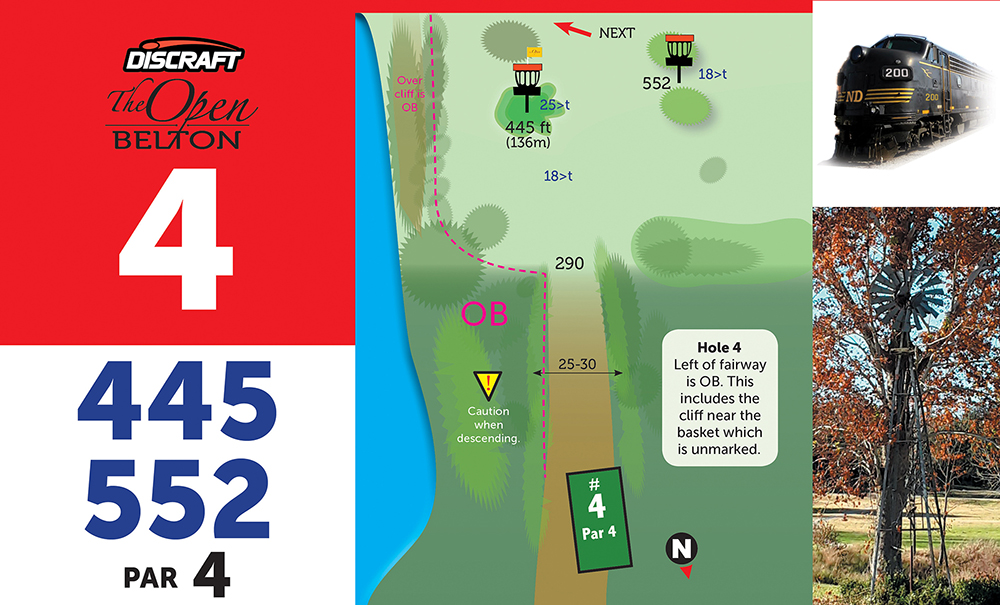 DISCRAFT
The Open
BELTON
4
445
552
PAR 4
NEXT
Over
cliff is
OB
25>t
445 ft
(136m)
18>t
552
18>t
290
OB
25-30
!
Caution
when
descending.
Hole 4
Left of fairway
is OB. This
includes the
cliff near the
basket which
is unmarked.
#
4
Par 4
N
200
200
ND